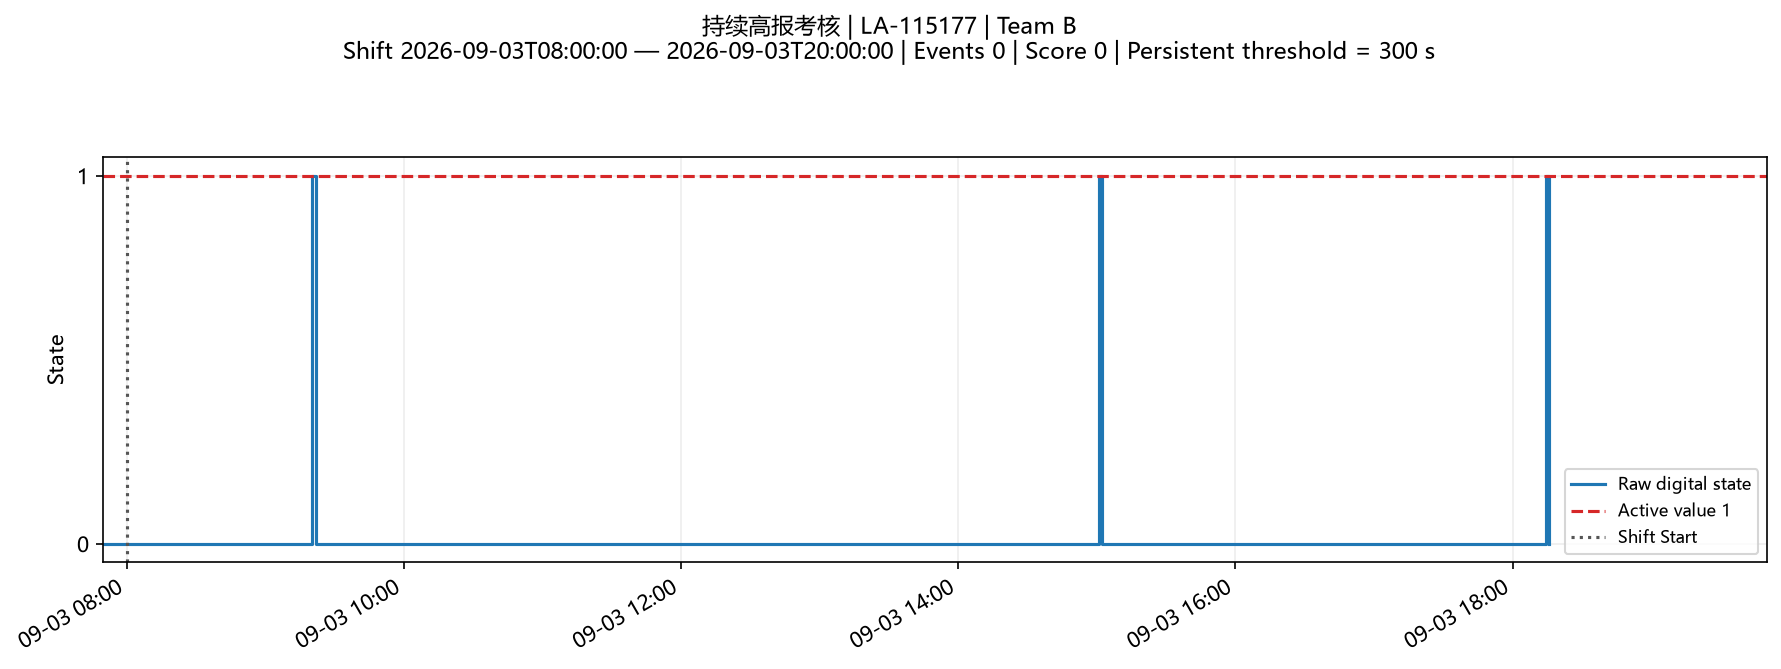 持续高报考核 | LA-115177 | Team B
Shift 2026-09-03T08:00:00 — 2026-09-03T20:00:00 | Events 0 | Score 0 | Persistent threshold = 300 s
1
State
0
Raw digital state
Active value 1
Shift Start
09-03 08:00
09-03 10:00
09-03 12:00
09-03 14:00
09-03 16:00
09-03 18:00